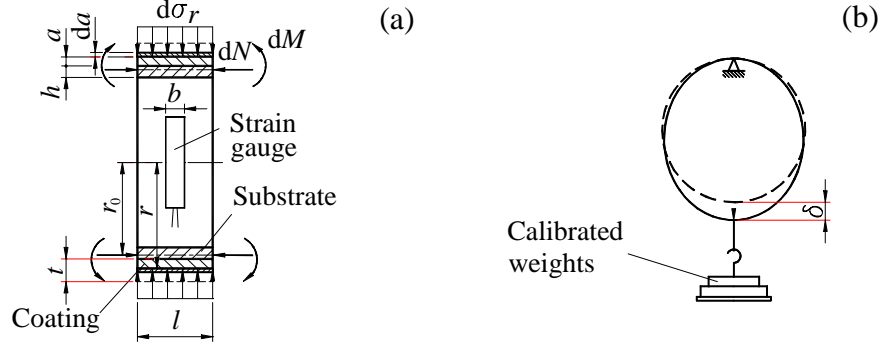 dσr
(a)
(b)
da
a
dN
dM
h
b
Strain
gauge
r0
r
Substrate
δ
Calibrated
weights
t
Coating
l